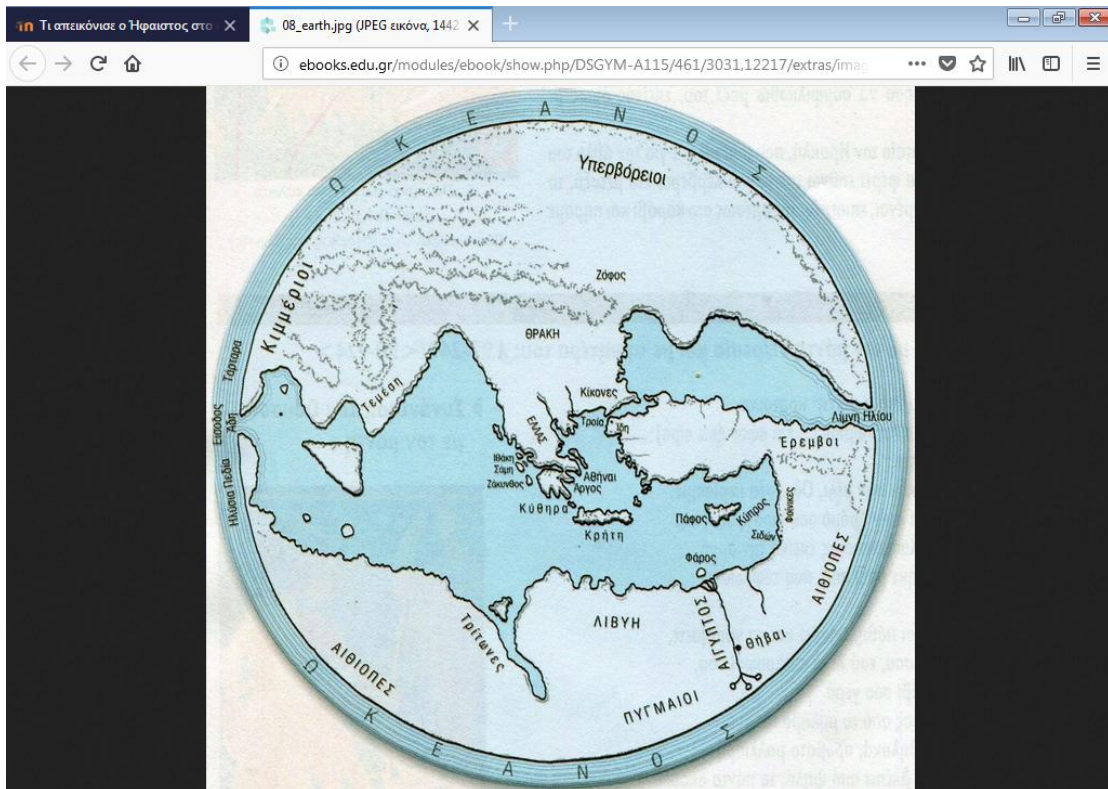 Τι απεικόνισε ο Ήφαιστος στο
08_earth.jpg (JPEG εικόνα, 1442
ebooks.edu.gr/modules/ebook/show.php/DSGYM-A115/461/3031,12217/extras/imag
ΩΚΕΑΝΟΣ
Υπερβόρειοι
Ζόφος
Κιμμέριοι
ΘΡΑΚΗ
Τάρταρα
Τεμέση
Κίκονες
Είσοδος
Άδη
Λίμνη Ηλίου
ΕΛΛΑΣ
Τροία
Ίδη
Έρεμβοι
Ιθάκη
Σάμη
Ζάκυνθος
Αθήναι
Άργος
Ηλύσια Πεδία
Κύθηρα
Κρήτη
Πάφος
Κύπρος
Φοίνικες
Σιδών
Φάρος
ΑΙΘΙΟΠΕΣ
ΛΙΒΥΗ
ΑΙΓΥΠΤΟΣ
Θήβαι
Τρίτωνες
ΑΙΘΙΟΠΕΣ
ΠΥΓΜΑΙΟΙ
ΩΚΕΑΝΟΣ